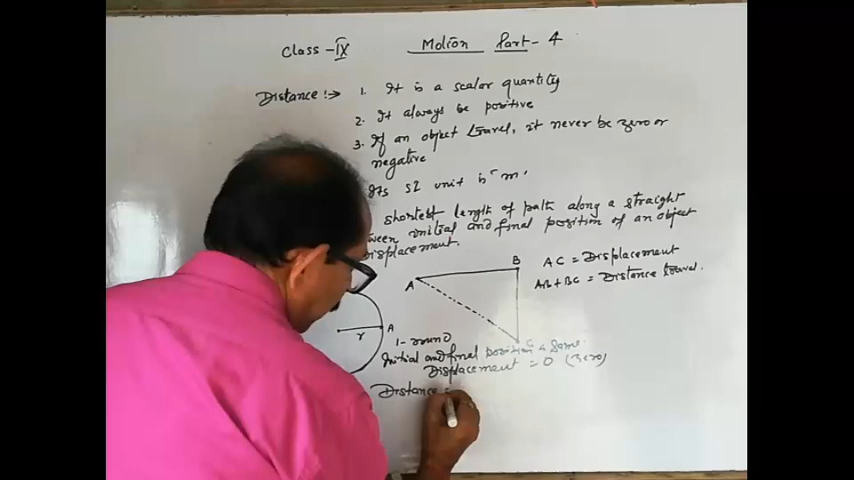 Class - IX Motion Part - 4
Distance :→ 1. It is a scalar quantity
2. It always be positive
3. If an object travel, it never be zero or
negative
Its SI unit is m.
shortest length of path along a straight
tween initial and final position of an object
displacement.
B
AC = Displacement
A
AB + BC = Distance travel.
r A
1 - round
Initial and final position same.
Displacement = 0 (zero)
Distance =